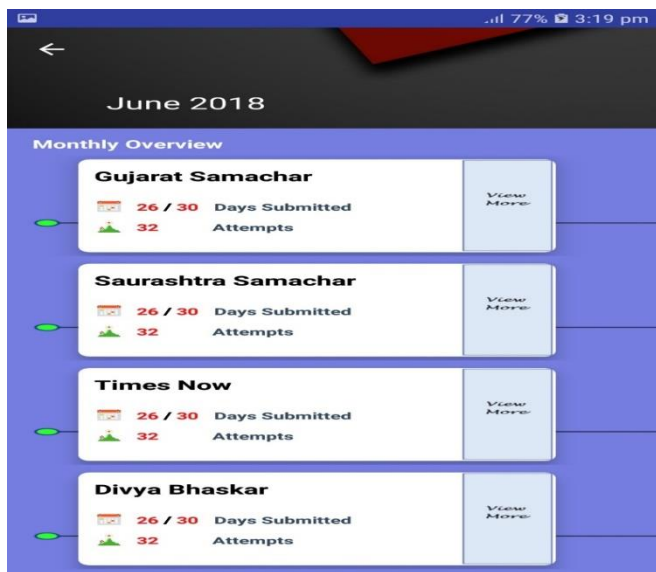 77% 3:19 pm
June 2018
Monthly Overview
Gujarat Samachar
26 / 30 Days Submitted
32 Attempts
View
More
Saurashtra Samachar
26 / 30 Days Submitted
32 Attempts
View
More
Times Now
26 / 30 Days Submitted
32 Attempts
View
More
Divya Bhaskar
26 / 30 Days Submitted
32 Attempts
View
More